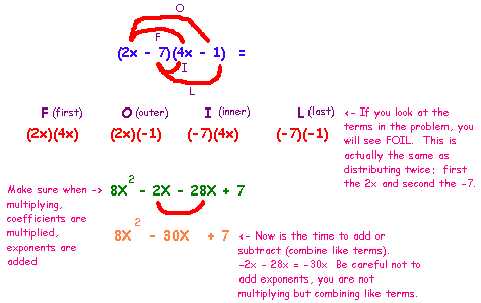 O
F
(2x - 7)(4x - 1) =
I
L
F (first) O (outer) I (inner) L (last)
(2x)(4x) (2x)(-1) (-7)(4x) (-7)(-1)
<- If you look at the
terms in the problem, you
will see FOIL. This is
actually the same as
distributing twice: first
the 2x and second the -7.
Make sure when ->
multiplying,
coefficients are
multiplied,
exponents are
added
8X² - 2X - 28X + 7
8X² - 30X + 7
<- Now is the time to add or
subtract (combine like terms).
-2x - 28x = -30x Be careful not to
add exponents, you are not
multiplying but combining like terms.